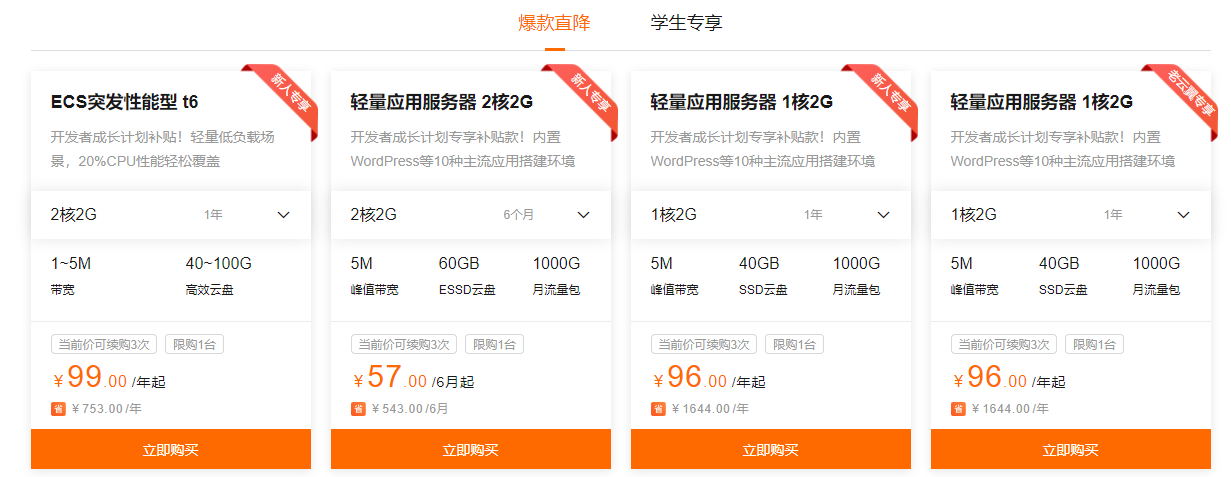 爆款直降
学生专享
ECS突发性能型 t6
新人专享
开发者成长计划补贴！轻量低负载场
景，20%CPU性能轻松覆盖
2核2G 1年
1~5M 40~100G
带宽 高效云盘
当前价可续购3次 限购1台
￥99.00 /年起
省 ￥753.00/年
立即购买
轻量应用服务器 2核2G
新人专享
开发者成长计划专享补贴款！内置
WordPress等10种主流应用搭建环境
2核2G 6个月
5M 60GB 1000G
峰值带宽 ESSD云盘 月流量包
当前价可续购3次 限购1台
￥57.00 /6月起
省 ￥543.00/6月
立即购买
轻量应用服务器 1核2G
新人专享
开发者成长计划专享补贴款！内置
WordPress等10种主流应用搭建环境
1核2G 1年
5M 40GB 1000G
峰值带宽 SSD云盘 月流量包
当前价可续购3次 限购1台
￥96.00 /年起
省 ￥1644.00/年
立即购买
轻量应用服务器 1核2G
老云翼专享
开发者成长计划专享补贴款！内置
WordPress等10种主流应用搭建环境
1核2G 1年
5M 40GB 1000G
峰值带宽 SSD云盘 月流量包
当前价可续购3次 限购1台
￥96.00 /年起
省 ￥1644.00/年
立即购买